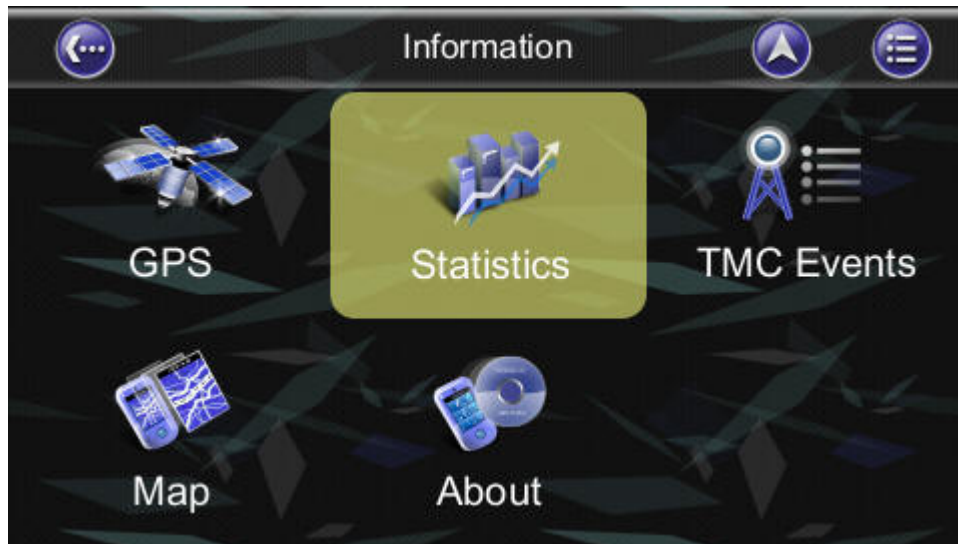 Information
GPS
Statistics
TMC Events
Map
About